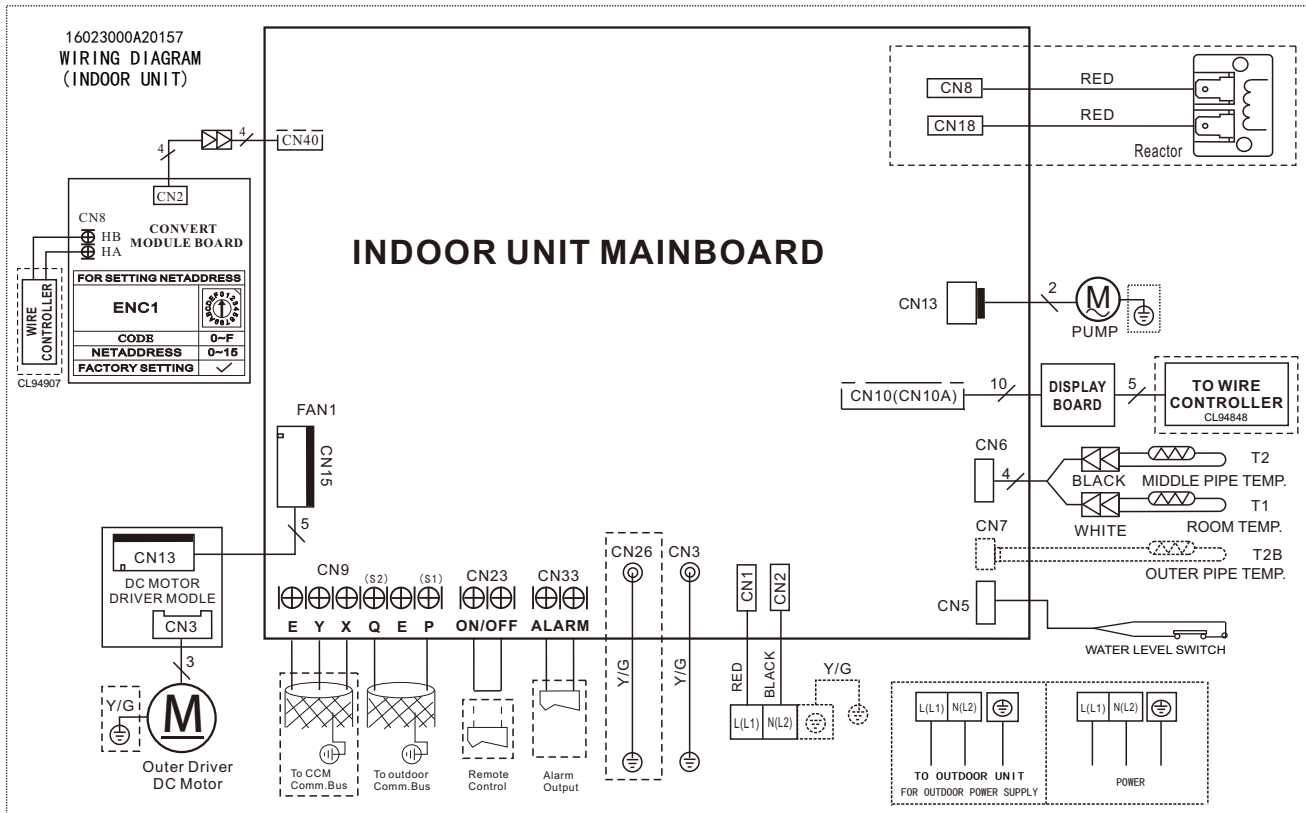 16023000A20157
WIRING DIAGRAM
(INDOOR UNIT)
4
CN40
4
CN2
CN8
HB
HA
CONVERT
MODULE BOARD
FOR SETTING NETADDRESS
ENC1
CODE
0~F
NETADDRESS
0~15
FACTORY SETTING
✓
WIRE
CONTROLLER
CL94907
INDOOR UNIT MAINBOARD
CN8
RED
CN18
RED
Reactor
CN13
2
M
PUMP
CN10(CN10A)
10
DISPLAY
BOARD
5
TO WIRE
CONTROLLER
CL94848
CN6
4
BLACK
T2
MIDDLE PIPE TEMP.
WHITE
T1
ROOM TEMP.
CN7
T2B
OUTER PIPE TEMP.
CN5
WATER LEVEL SWITCH
FAN1
CN15
5
CN13
DC MOTOR
DRIVER MODLE
CN3
3
Y/G
M
Outer Driver
DC Motor
CN9
(S2)
(S1)
E Y X Q E P
CN23
ON/OFF
CN33
ALARM
CN26
Y/G
CN3
Y/G
CN1
CN2
RED
BLACK
L(L1) N(L2)
Y/G
To CCM
Comm.Bus
To outdoor
Comm.Bus
Remote
Control
Alarm
Output
L(L1) N(L2)
TO OUTDOOR UNIT
FOR OUTDOOR POWER SUPPLY
L(L1) N(L2)
POWER